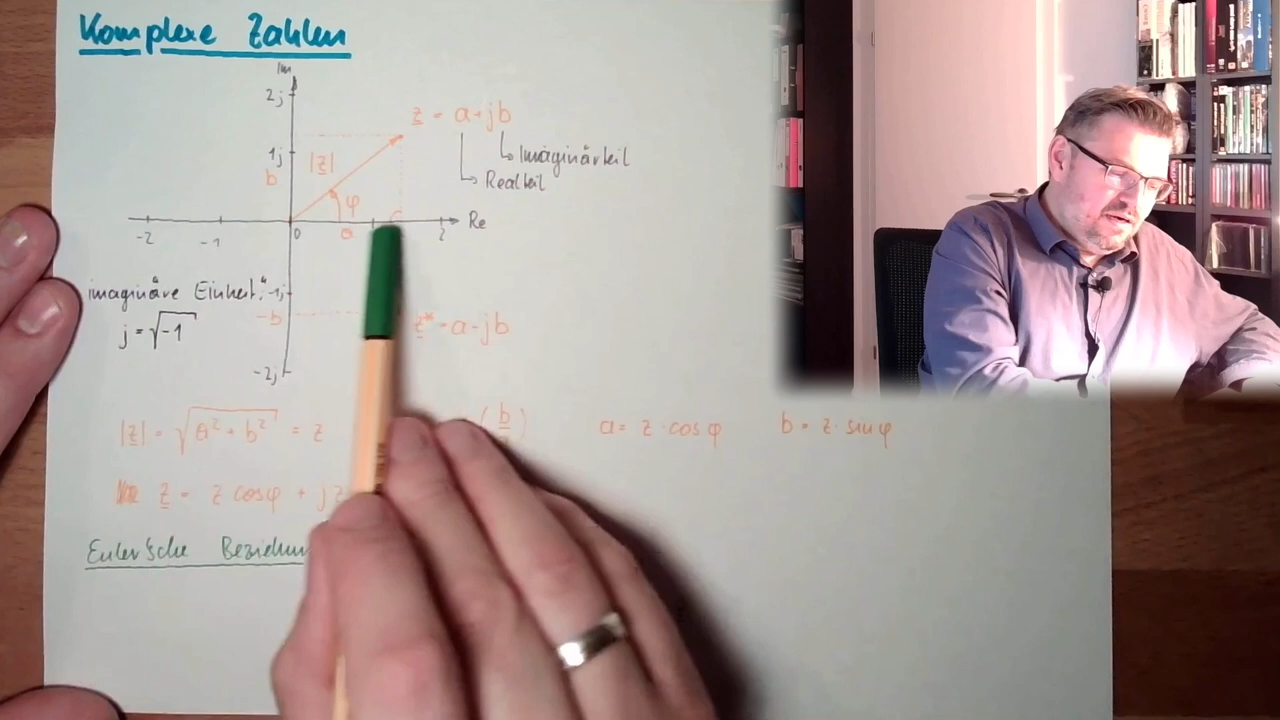 Komplexe Zahlen
Im
2j
z = a + jb
1j
Imaginärteil
|z|
b
Realteil
φ
-2 -1 0 a 2 Re
imaginäre Einheit" -1j
-b
z* = a - jb
j = √-1
-2j
|z| = √a² + b² = z (b a = z · cos φ b = z · sin φ
z = z cos φ + j z
Euler'sche